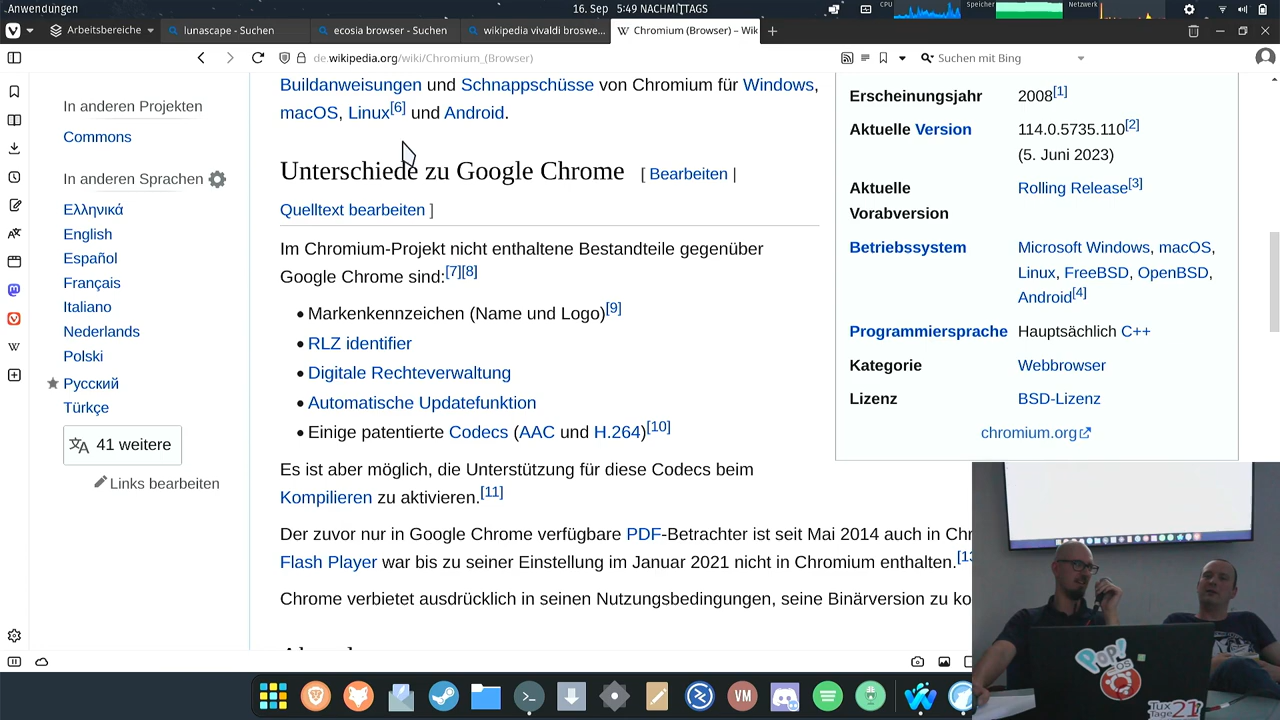 Anwendungen
16. Sep 5:49 NACHMITTAGS
CPU
Speicher
Netzwerk
Arbeitsbereiche
lunascape - Suchen
ecosia browser - Suchen
wikipedia vivaldi browse
Chromium (Browser) – Wik
de.wikipedia.org/wiki/Chromium_(Browser)
Suchen mit Bing
In anderen Projekten
Commons
In anderen Sprachen
Ελληνικά
English
Español
Français
Italiano
Nederlands
Polski
Русский
Türkçe
41 weitere
Links bearbeiten
Buildanweisungen und Schnappschüsse von Chromium für Windows,
macOS, Linux[6] und Android.
Unterschiede zu Google Chrome [ Bearbeiten |
Quelltext bearbeiten ]
Im Chromium-Projekt nicht enthaltene Bestandteile gegenüber
Google Chrome sind:[7][8]
• Markenkennzeichen (Name und Logo)[9]
• RLZ identifier
• Digitale Rechteverwaltung
• Automatische Updatefunktion
• Einige patentierte Codecs (AAC und H.264)[10]
Es ist aber möglich, die Unterstützung für diese Codecs beim
Kompilieren zu aktivieren.[11]
Der zuvor nur in Google Chrome verfügbare PDF-Betrachter ist seit Mai 2014 auch in Chr
Flash Player war bis zu seiner Einstellung im Januar 2021 nicht in Chromium enthalten.[13
Chrome verbietet ausdrücklich in seinen Nutzungsbedingungen, seine Binärversion zu ko
Erscheinungsjahr 2008[1]
Aktuelle Version 114.0.5735.110[2]
(5. Juni 2023)
Aktuelle Rolling Release[3]
Vorabversion
Betriebssystem Microsoft Windows, macOS,
Linux, FreeBSD, OpenBSD,
Android[4]
Programmiersprache Hauptsächlich C++
Kategorie Webbrowser
Lizenz BSD-Lizenz
chromium.org
VM
Pop!
OS
Tux
Tage21